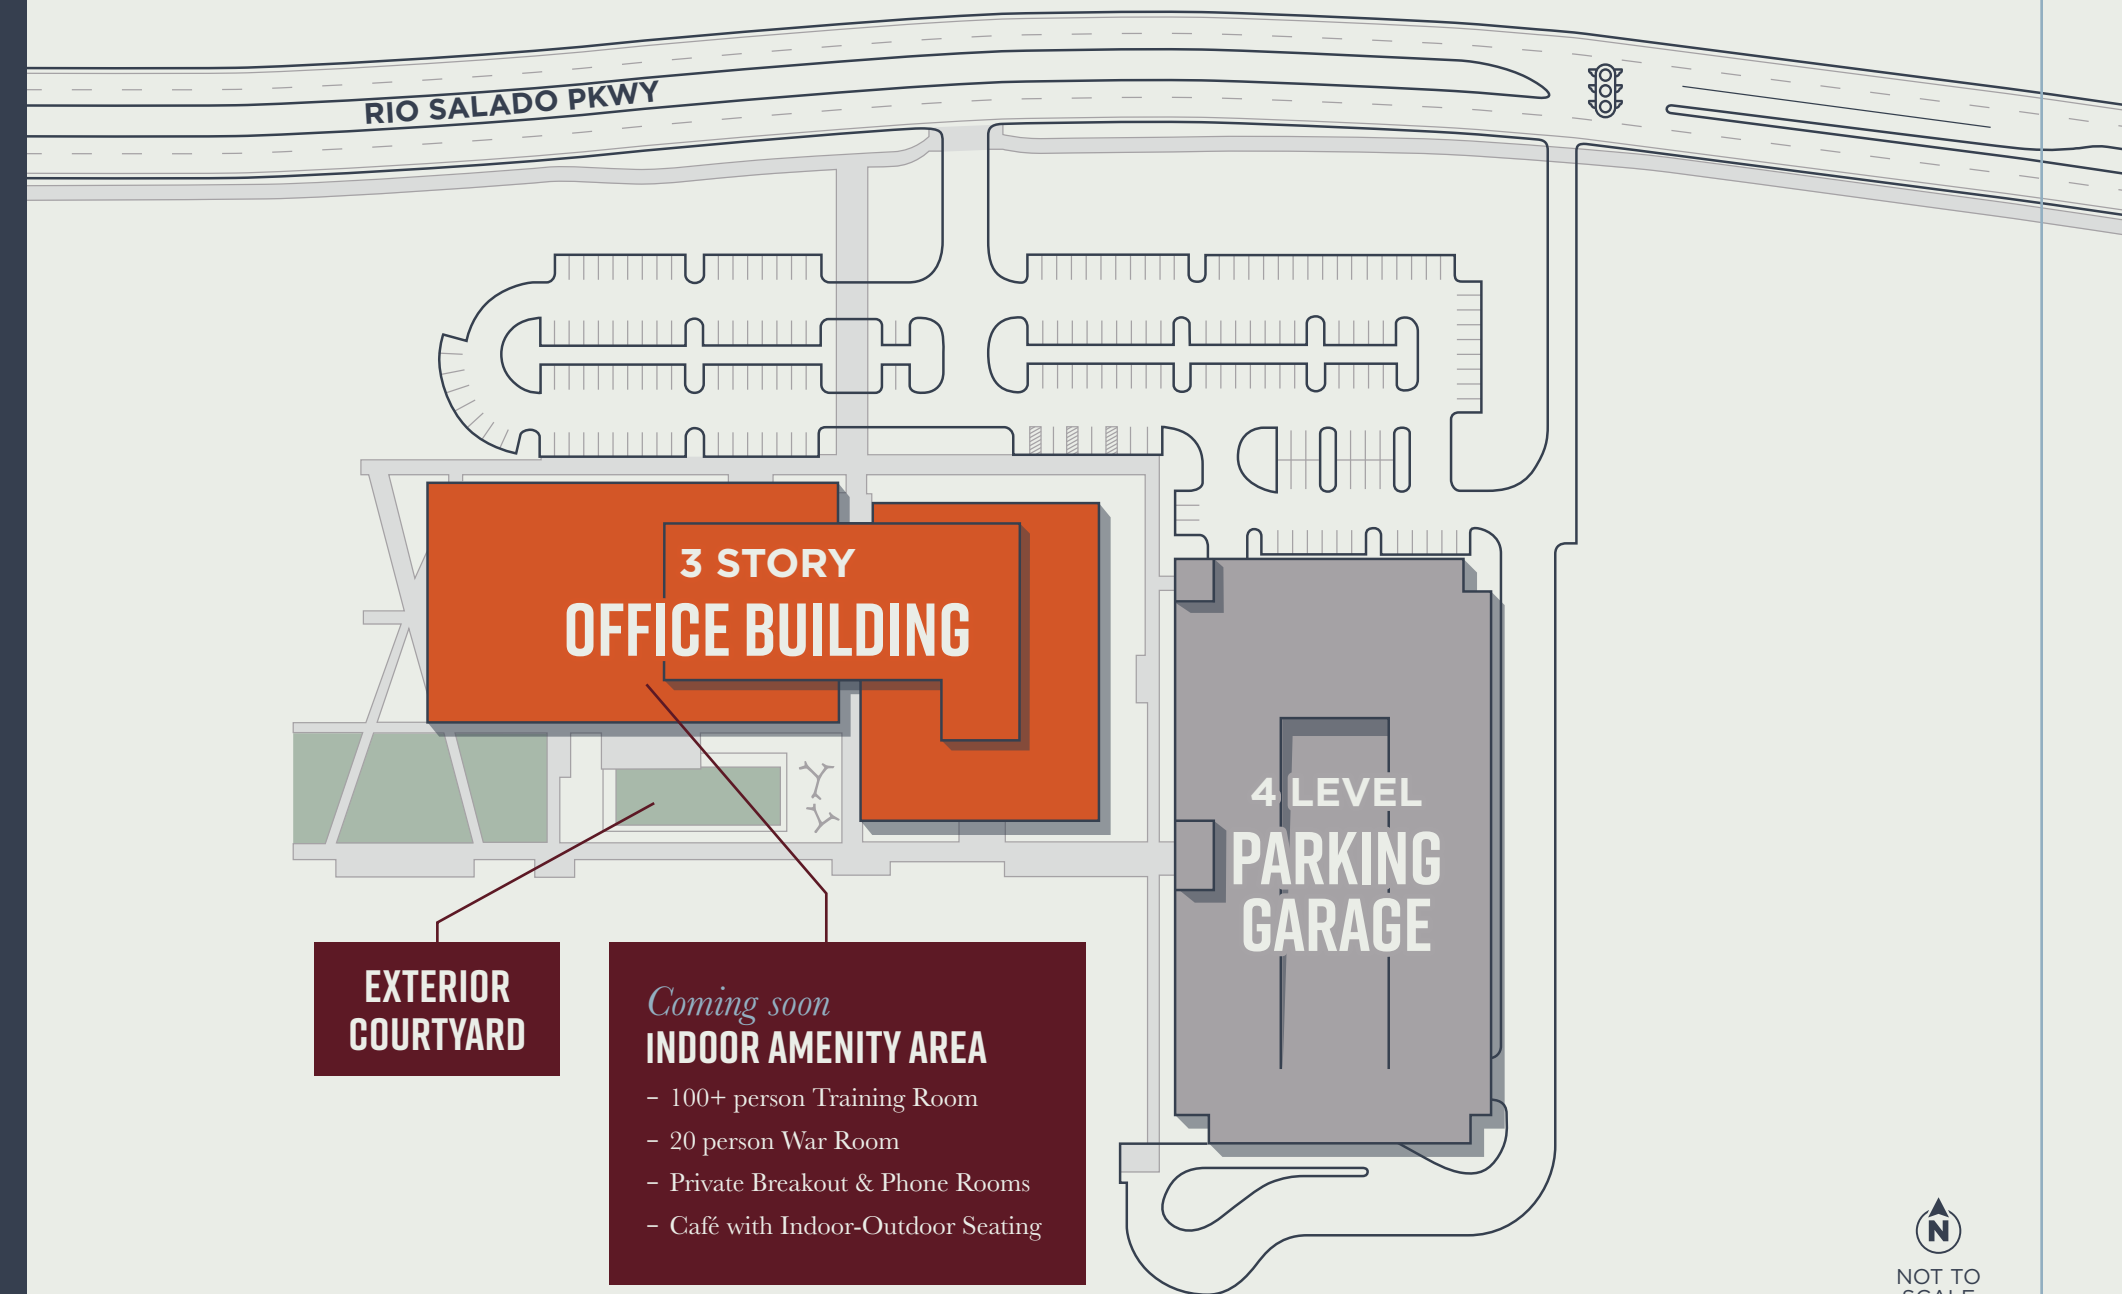 RIO SALADO PKWY
3 STORY
OFFICE BUILDING
4 LEVEL
PARKING
GARAGE
EXTERIOR
COURTYARD
Coming soon
INDOOR AMENITY AREA
– 100+ person Training Room
– 20 person War Room
– Private Breakout & Phone Rooms
– Café with Indoor-Outdoor Seating
N
NOT TO
SCALE